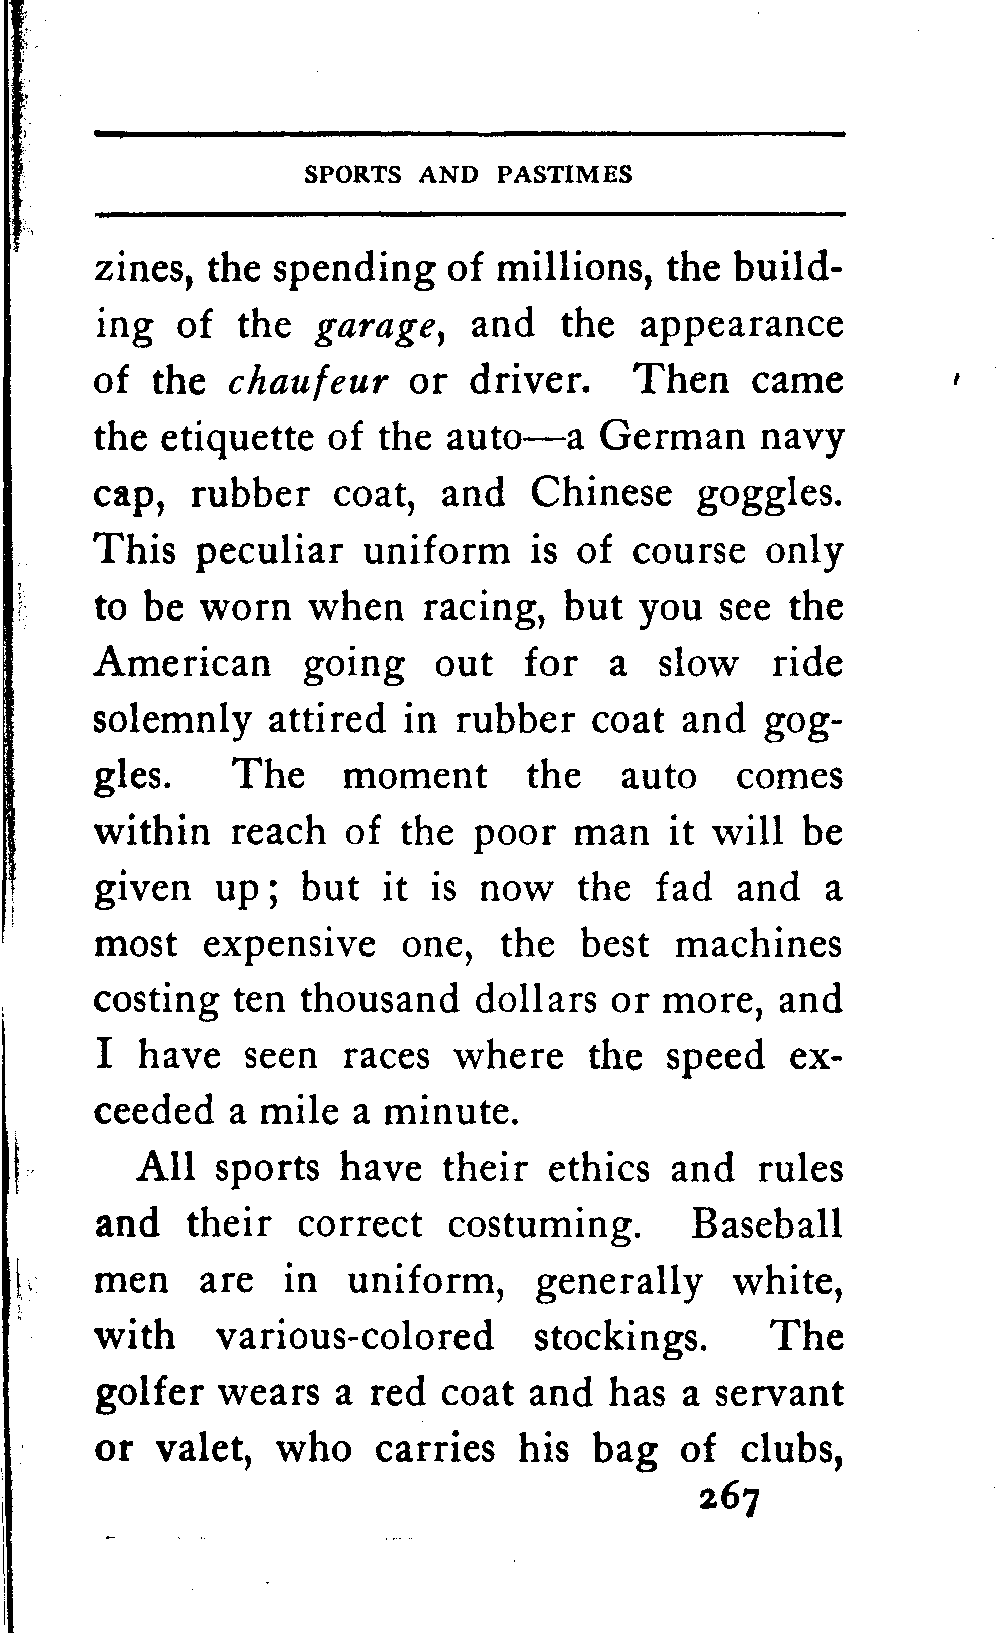 SPORTS AND PASTIMES
zines, the spending of millions, the build-
ing of the garage, and the appearance
of the chaufeur or driver. Then came
the etiquette of the auto—a German navy
cap, rubber coat, and Chinese goggles.
This peculiar uniform is of course only
to be worn when racing, but you see the
American going out for a slow ride
solemnly attired in rubber coat and gog-
gles. The moment the auto comes
within reach of the poor man it will be
given up; but it is now the fad and a
most expensive one, the best machines
costing ten thousand dollars or more, and
I have seen races where the speed ex-
ceeded a mile a minute.
All sports have their ethics and rules
and their correct costuming. Baseball
men are in uniform, generally white,
with various-colored stockings. The
golfer wears a red coat and has a servant
or valet, who carries his bag of clubs,
267